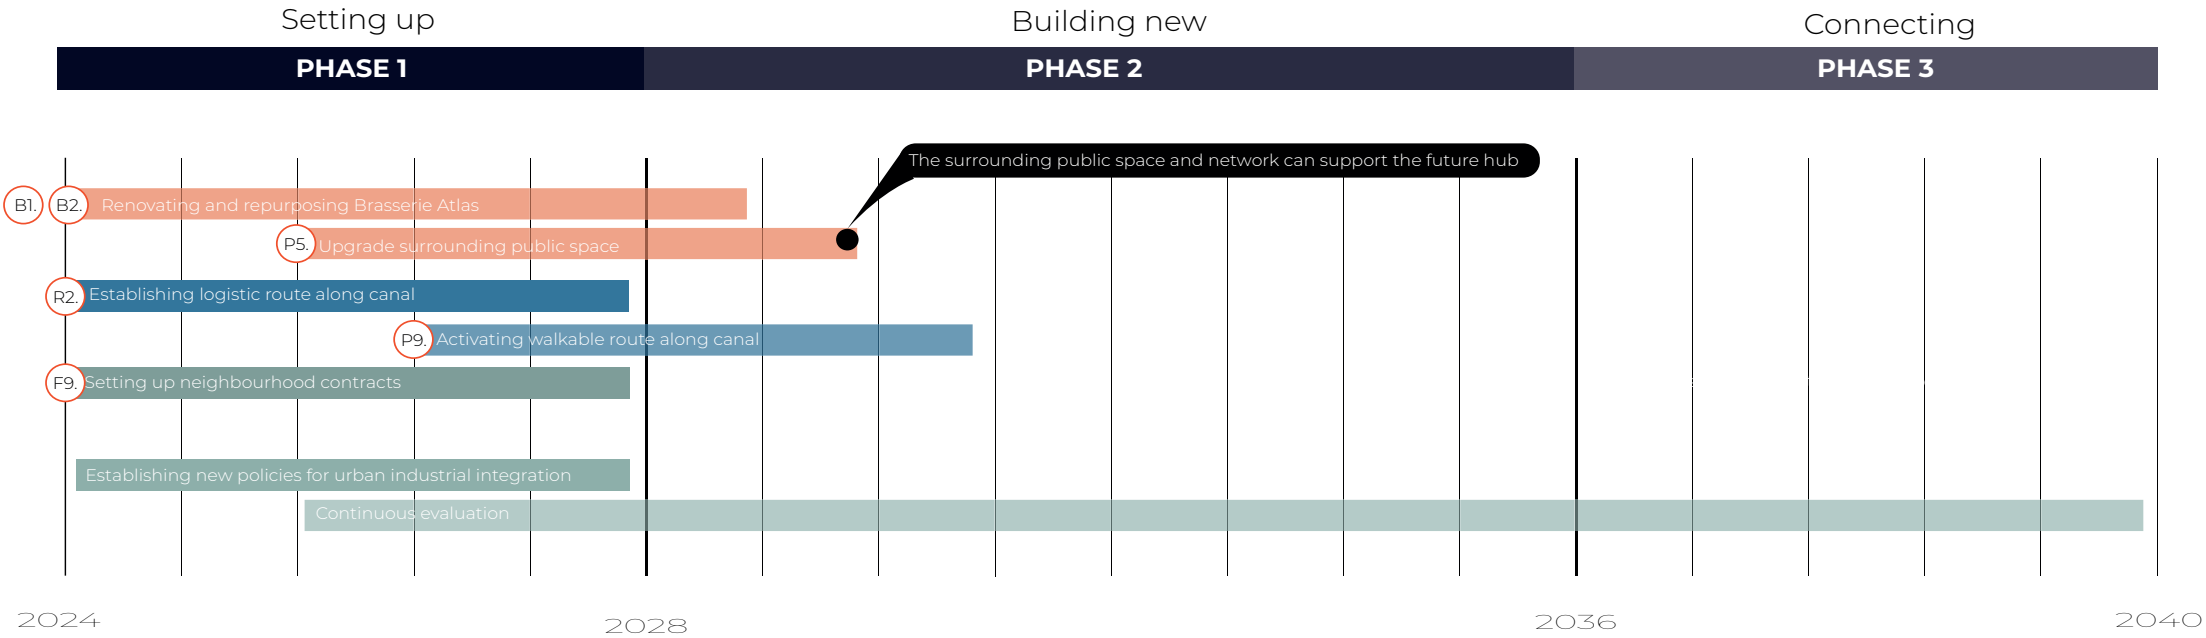 Setting up
Building new
Connecting
PHASE 1
PHASE 2
PHASE 3
The surrounding public space and network can support the future hub
B1.
B2.
Renovating and repurposing Brasserie Atlas
P5.
Upgrade surrounding public space
R2.
Establishing logistic route along canal
P9.
Activating walkable route along canal
F9.
Setting up neighbourhood contracts
Establishing new policies for urban industrial integration
Continuous evaluation
2024
2028
2036
2040